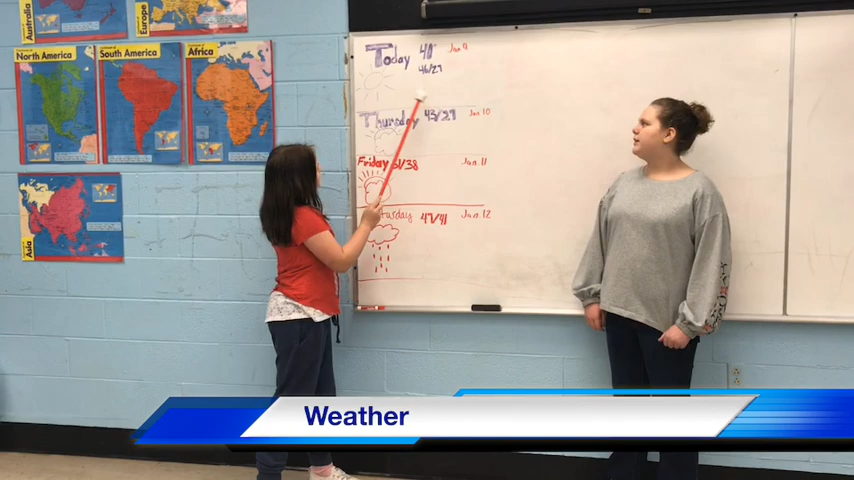 Australia
Europe
North America
South America
Africa
Asia
Today 40° Jan 9
46/27
Thursday 43/29 Jan 10
Friday 51/38 Jan. 11
Saturday 47/41 Jan. 12
Weather